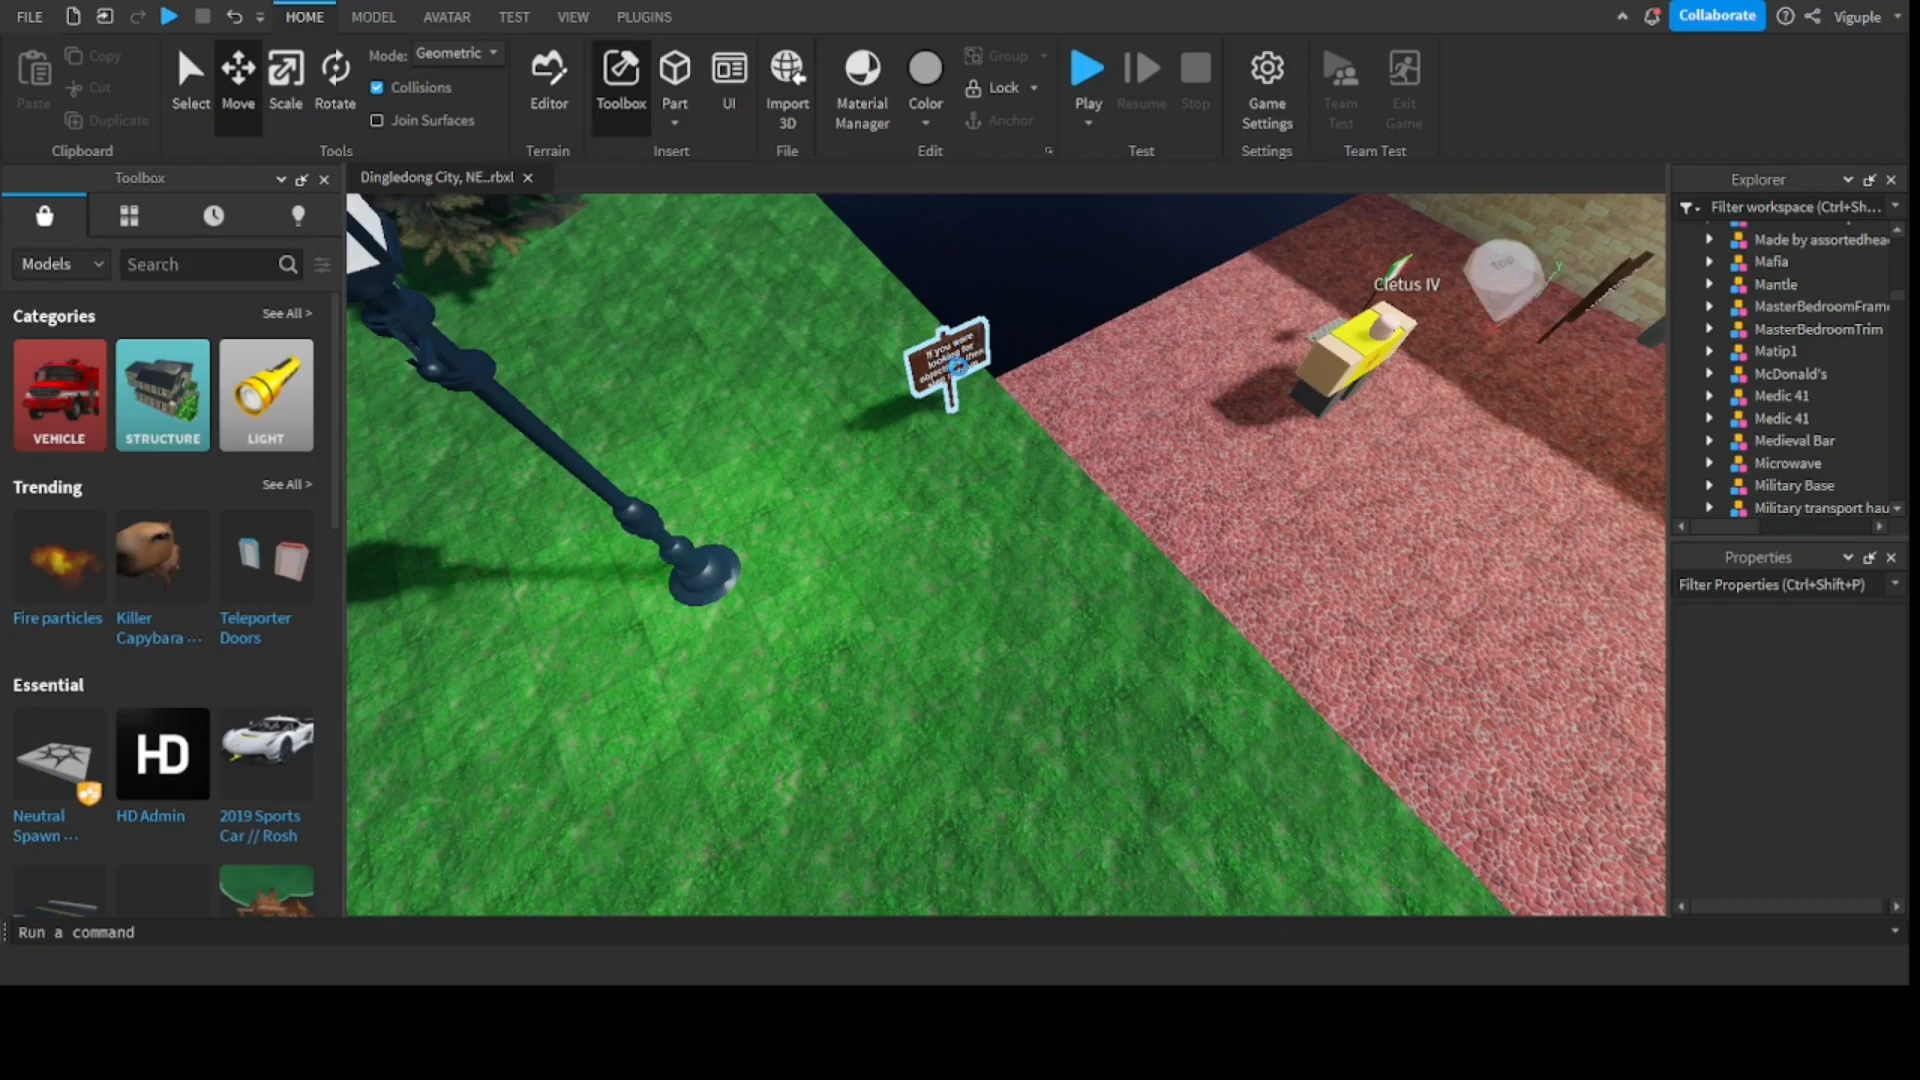 FILE HOME MODEL AVATAR TEST VIEW PLUGINS Collaborate Viguple
Paste Copy Cut Duplicate
Clipboard
Select Move Scale Rotate
Mode: Geometric
Collisions
Join Surfaces
Tools
Editor
Terrain
Toolbox Part UI
Insert
Import 3D
File
Material Manager
Color
Group
Lock
Anchor
Edit
Play Resume Stop
Test
Game Settings
Settings
Team Test
Exit Game
Team Test
Toolbox
Models
Search
Categories See All >
VEHICLE STRUCTURE LIGHT
Trending See All >
Fire particles
Killer Capybara ...
Teleporter Doors
Essential
HD
Neutral Spawn ...
HD Admin
2019 Sports Car // Rosh
Dingledong City, NE...rbxl
If you were
looking for
Cletus IV
TOP
Y
Explorer
Filter workspace (Ctrl+Sh...
Made by assortedhea
Mafia
Mantle
MasterBedroomFram
MasterBedroomTrim
Matip1
McDonald's
Medic 41
Medic 41
Medieval Bar
Microwave
Military Base
Military transport hau
Properties
Filter Properties (Ctrl+Shift+P)
Run a command